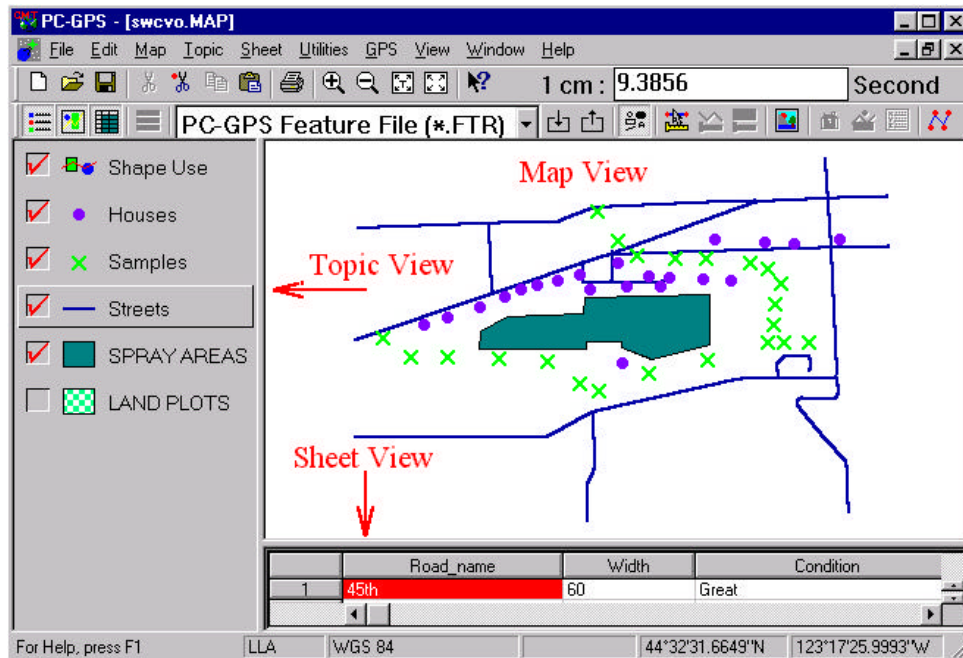 PC-GPS - [swcvo.MAP]
File Edit Map Topic Sheet Utilities GPS View Window Help
1 cm : 9.3856 Second
PC-GPS Feature File (*.FTR)
Shape Use
Houses
Samples
Streets
SPRAY AREAS
LAND PLOTS
Map View
Topic View
Sheet View
Road_name Width Condition
1 45th 60 Great
For Help, press F1 LLA WGS 84 44°32'31.6649"N 123°17'25.9993"W